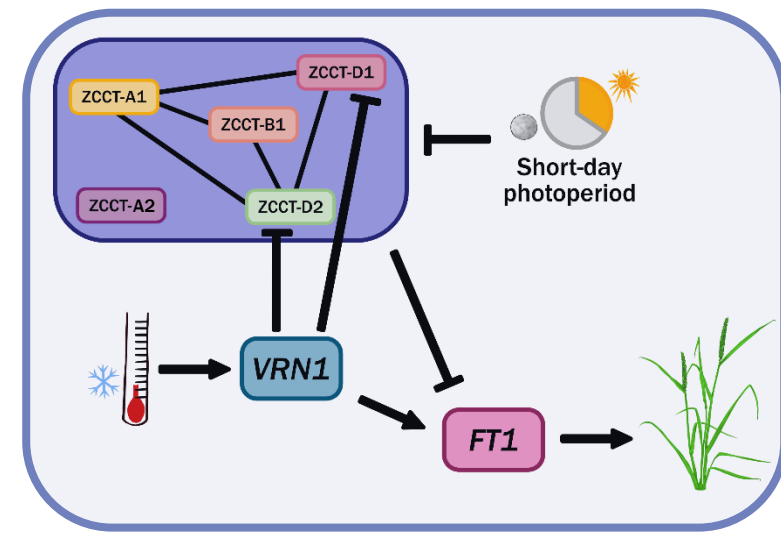 ZCCT-D1
ZCCT-A1
ZCCT-B1
ZCCT-A2
ZCCT-D2
Short-day
photoperiod
VRN1
FT1